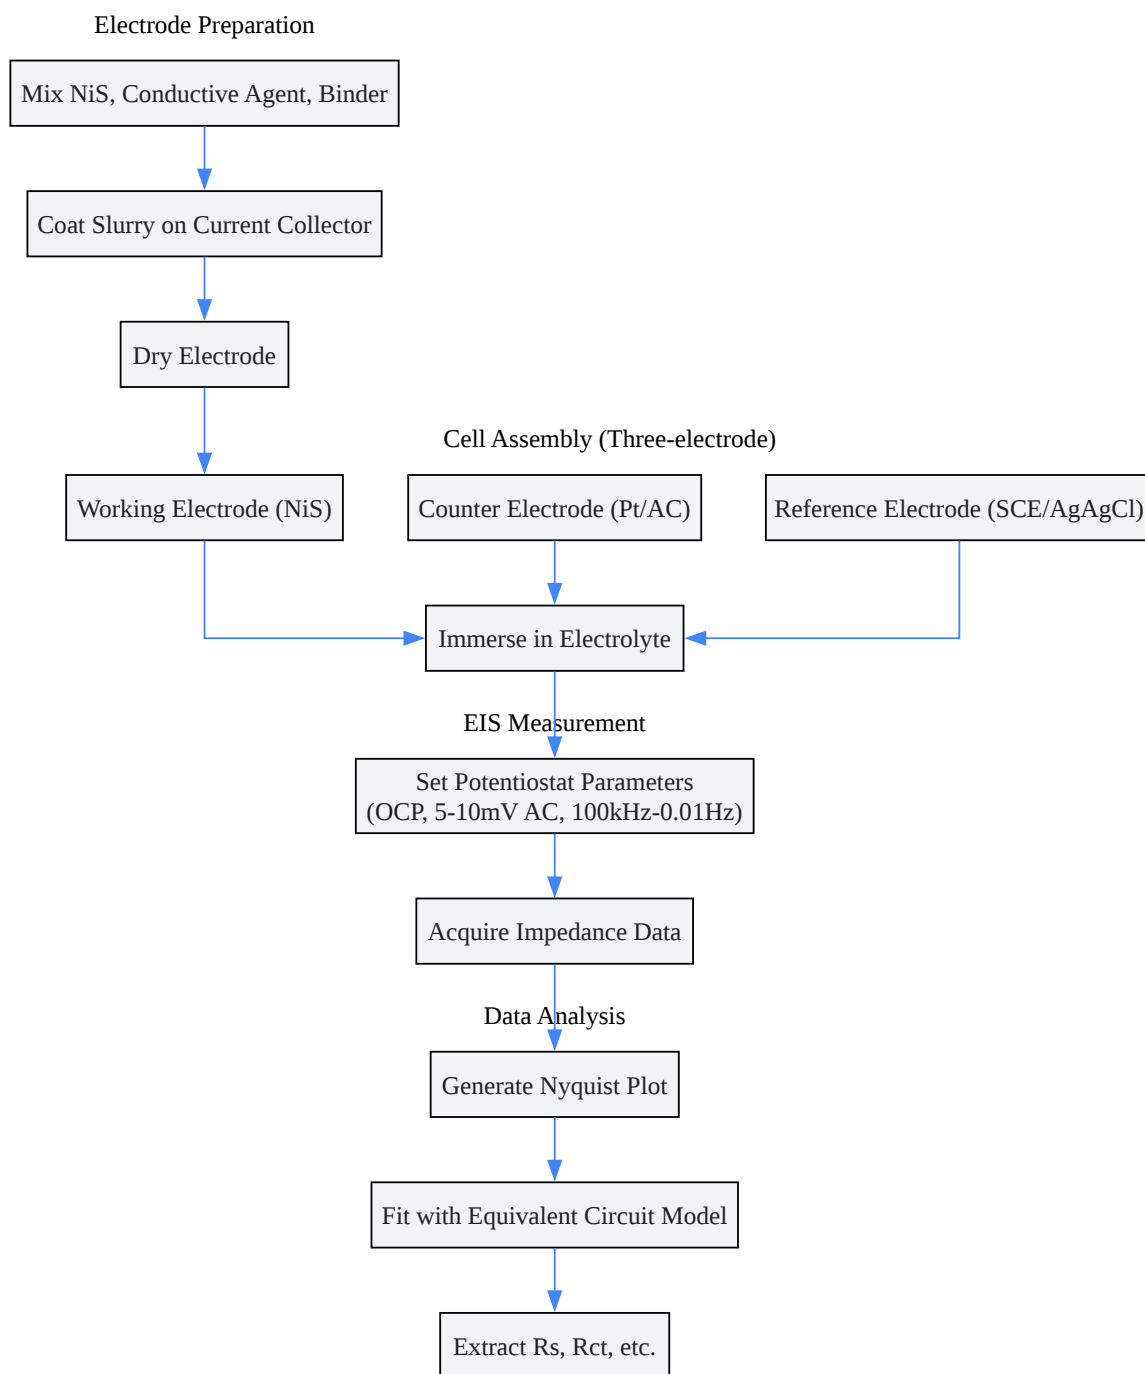 Electrode Preparation
Mix NiS, Conductive Agent, Binder
Coat Slurry on Current Collector
Dry Electrode
Cell Assembly (Three-electrode)
Working Electrode (NiS)
Counter Electrode (Pt/AC)
Reference Electrode (SCE/AgAgCl)
Immerse in Electrolyte
EIS Measurement
Set Potentiostat Parameters
(OCP, 5-10mV AC, 100kHz-0.01Hz)
Acquire Impedance Data
Data Analysis
Generate Nyquist Plot
Fit with Equivalent Circuit Model
Extract Rs, Rct, etc.